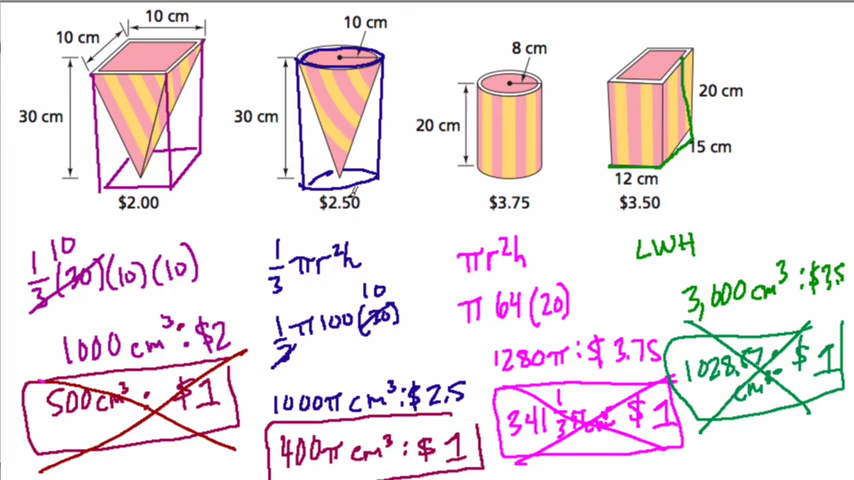 10 cm
10 cm
30 cm
$2.00
10 cm
30 cm
$2.50
8 cm
20 cm
$3.75
20 cm
15 cm
12 cm
$3.50
10
1/3 (30)(10)(10)
1000 cm³ : $2
500 cm³ : $1
1/3 πr²h
10
1/3 π100(30)
1000π cm³ : $2.5
400π cm³ : $1
πr²h
π 64(20)
1280π : $3.75
341 1/3 π cm³ $1
LWH
3,600 cm³ : $3.5
1028.57 : $1
cm³